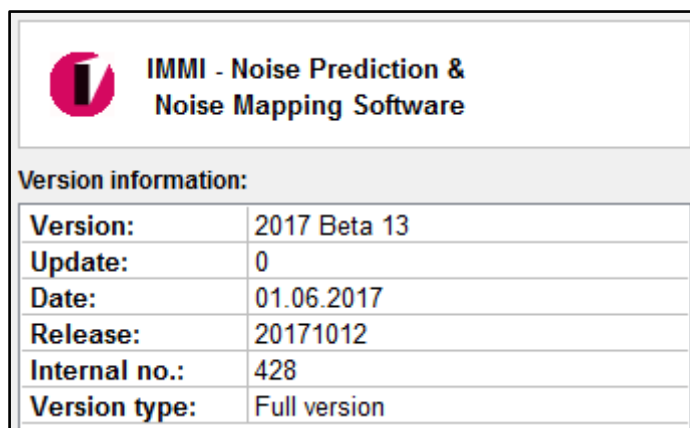 IMMI - Noise Prediction &
Noise Mapping Software
Version information:
Version: 2017 Beta 13
Update: 0
Date: 01.06.2017
Release: 20171012
Internal no.: 428
Version type: Full version